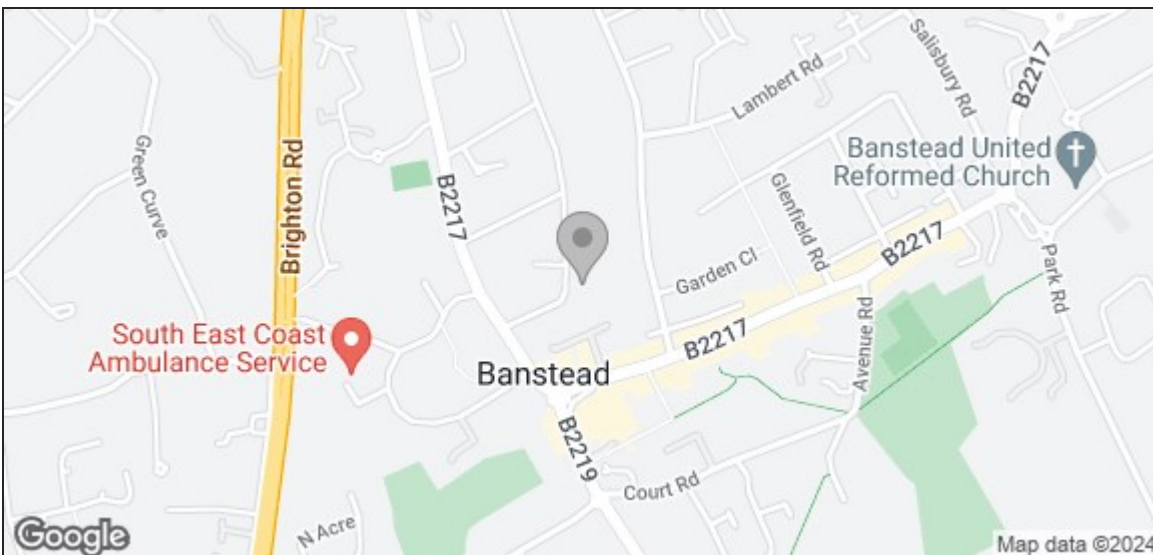 Salisbury Rd
B2217
Lambert Rd
Green Curve
Brighton Rd
B2217
Banstead United
Reformed Church
Glenfield Rd
B2217
Garden Cl
Park Rd
South East Coast
Ambulance Service
B2217
Avenue Rd
Banstead
B2219
Court Rd
N Acre
Google
Map data ©2024